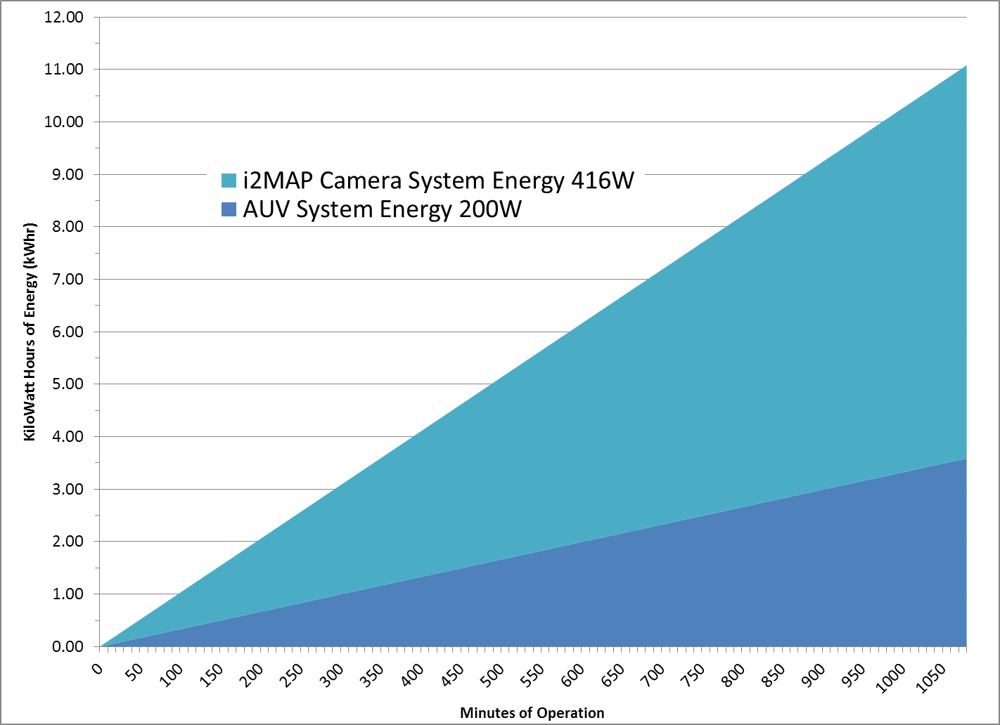 12.00
11.00
10.00
9.00
8.00
7.00
6.00
5.00
4.00
3.00
2.00
1.00
0.00
KiloWatt Hours of Energy (kWhr)
i2MAP Camera System Energy 416W
AUV System Energy 200W
0 50 100 150 200 250 300 350 400 450 500 550 600 650 700 750 800 850 900 950 1000 1050
Minutes of Operation